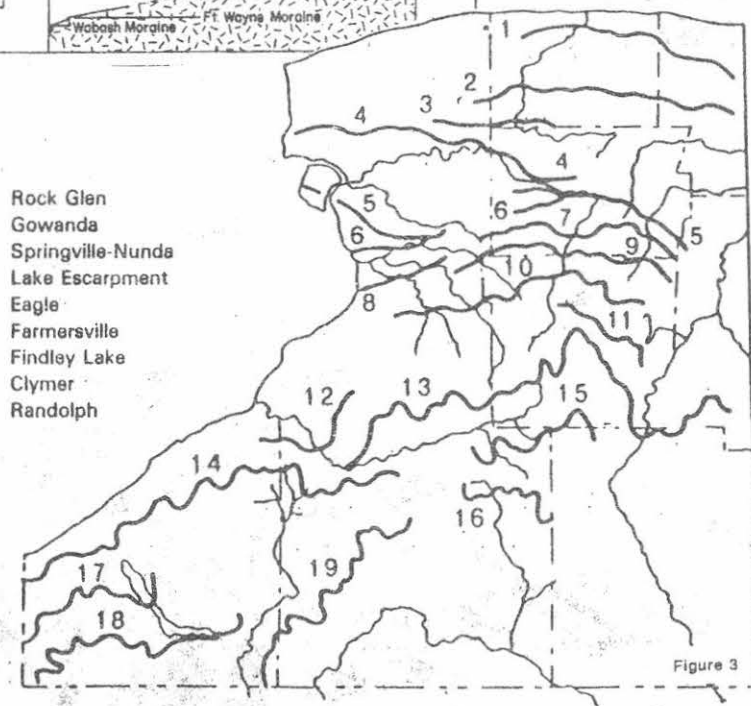 Ft. Wayne Moraine
Wabash Moraine
1
2
3
4
4
5
5
6
6
7
8
9
10
11
12
13
14
15
16
17
18
19
Rock Glen
Gowanda
Springville-Nunda
Lake Escarpment
Eagle
Farmersville
Findley Lake
Clymer
Randolph
Figure 3